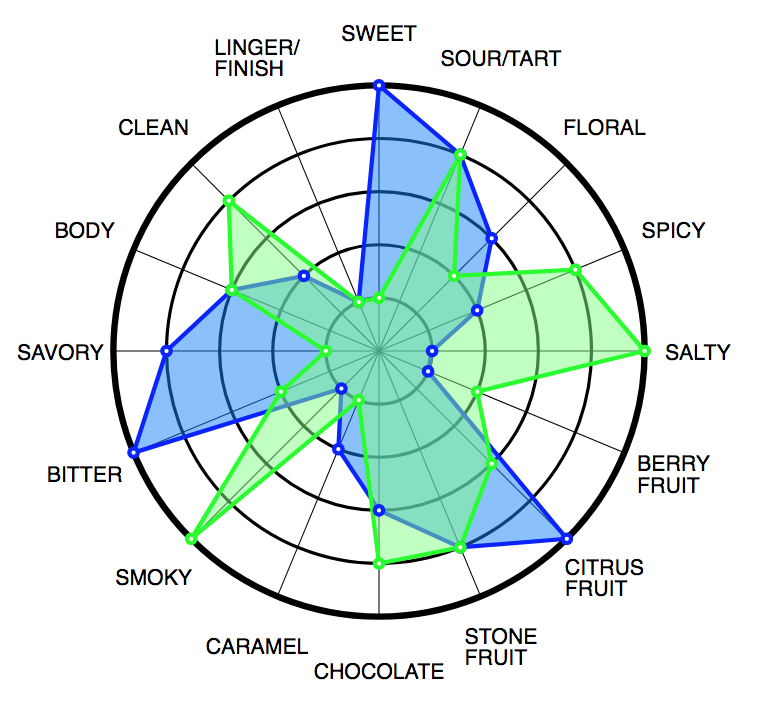 SWEET
SOUR/TART
FLORAL
SPICY
SALTY
BERRY
FRUIT
CITRUS
FRUIT
STONE
FRUIT
CHOCOLATE
CARAMEL
SMOKY
BITTER
SAVORY
BODY
CLEAN
LINGER/
FINISH